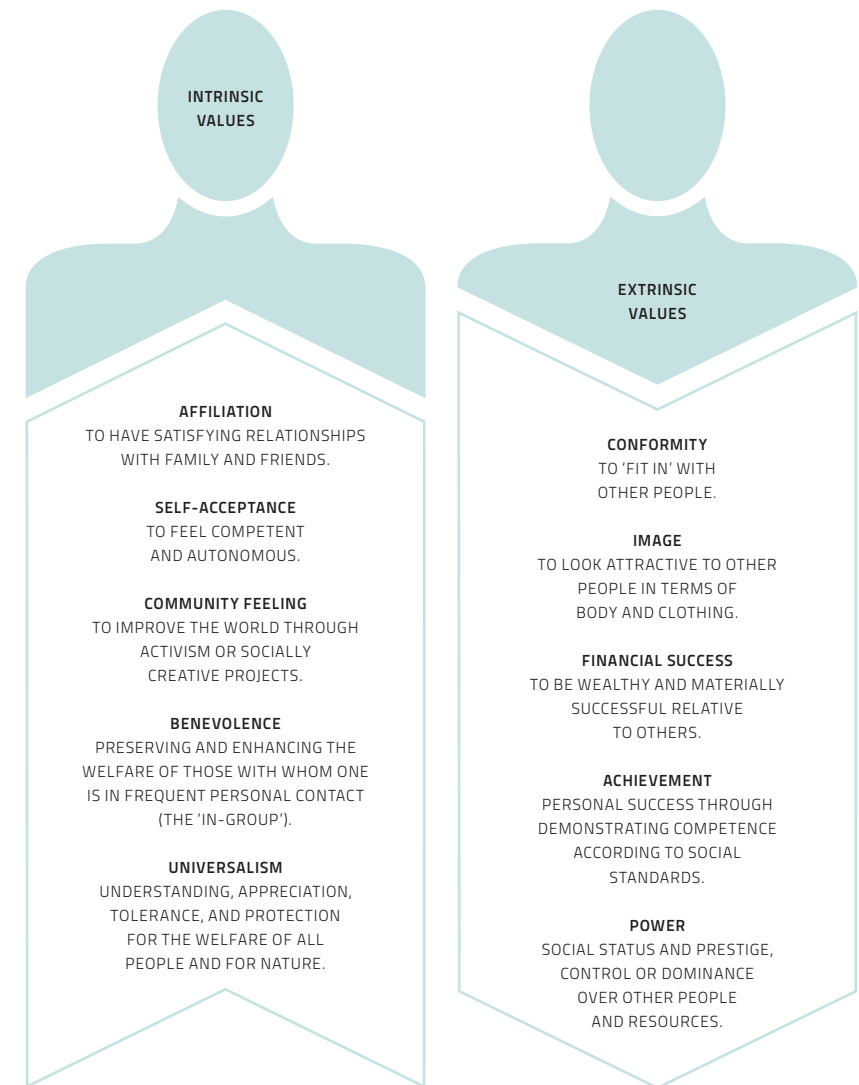 INTRINSIC
VALUES
AFFILIATION
TO HAVE SATISFYING RELATIONSHIPS
WITH FAMILY AND FRIENDS.
SELF-ACCEPTANCE
TO FEEL COMPETENT
AND AUTONOMOUS.
COMMUNITY FEELING
TO IMPROVE THE WORLD THROUGH
ACTIVISM OR SOCIALLY
CREATIVE PROJECTS.
BENEVOLENCE
PRESERVING AND ENHANCING THE
WELFARE OF THOSE WITH WHOM ONE
IS IN FREQUENT PERSONAL CONTACT
(THE ‘IN-GROUP’).
UNIVERSALISM
UNDERSTANDING, APPRECIATION,
TOLERANCE, AND PROTECTION
FOR THE WELFARE OF ALL
PEOPLE AND FOR NATURE.
EXTRINSIC
VALUES
CONFORMITY
TO ‘FIT IN’ WITH
OTHER PEOPLE.
IMAGE
TO LOOK ATTRACTIVE TO OTHER
PEOPLE IN TERMS OF
BODY AND CLOTHING.
FINANCIAL SUCCESS
TO BE WEALTHY AND MATERIALLY
SUCCESSFUL RELATIVE
TO OTHERS.
ACHIEVEMENT
PERSONAL SUCCESS THROUGH
DEMONSTRATING COMPETENCE
ACCORDING TO SOCIAL
STANDARDS.
POWER
SOCIAL STATUS AND PRESTIGE,
CONTROL OR DOMINANCE
OVER OTHER PEOPLE
AND RESOURCES.